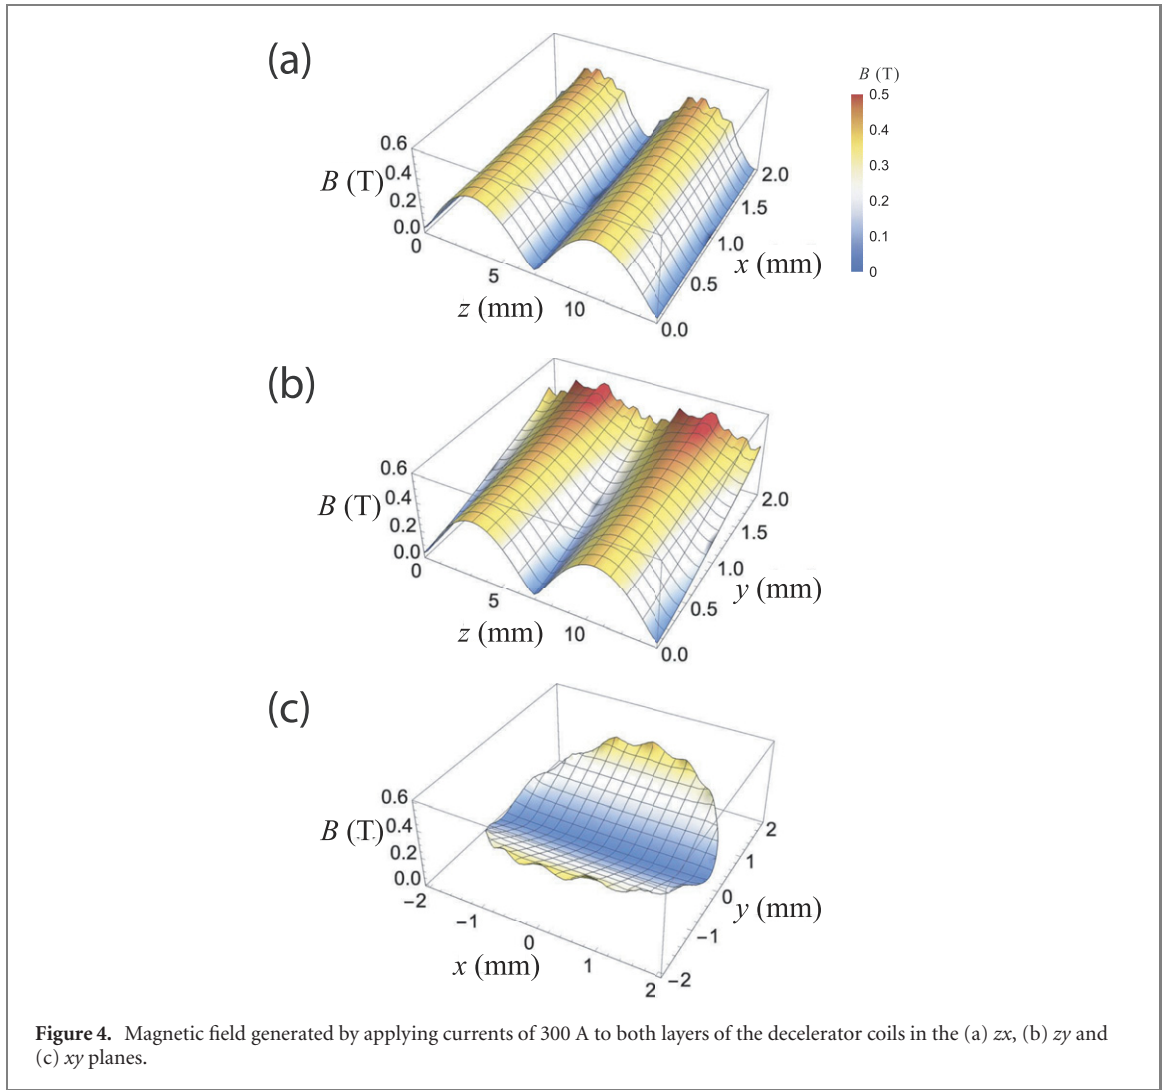 (a)
B (T)
0.5
0.4
0.3
0.2
0.1
0
0.6
0.4
0.2
0.0
B (T)
0
5
10
z (mm)
2.0
1.5
1.0
0.5
0.0
x (mm)
(b)
0.6
0.4
0.2
0.0
B (T)
0
5
10
z (mm)
2.0
1.5
1.0
0.5
0.0
y (mm)
(c)
0.6
0.4
0.2
0.0
B (T)
−2
−1
0
1
2
x (mm)
2
1
0
−1
−2
y (mm)
Figure 4. Magnetic field generated by applying currents of 300 A to both layers of the decelerator coils in the (a) zx, (b) zy and
(c) xy planes.